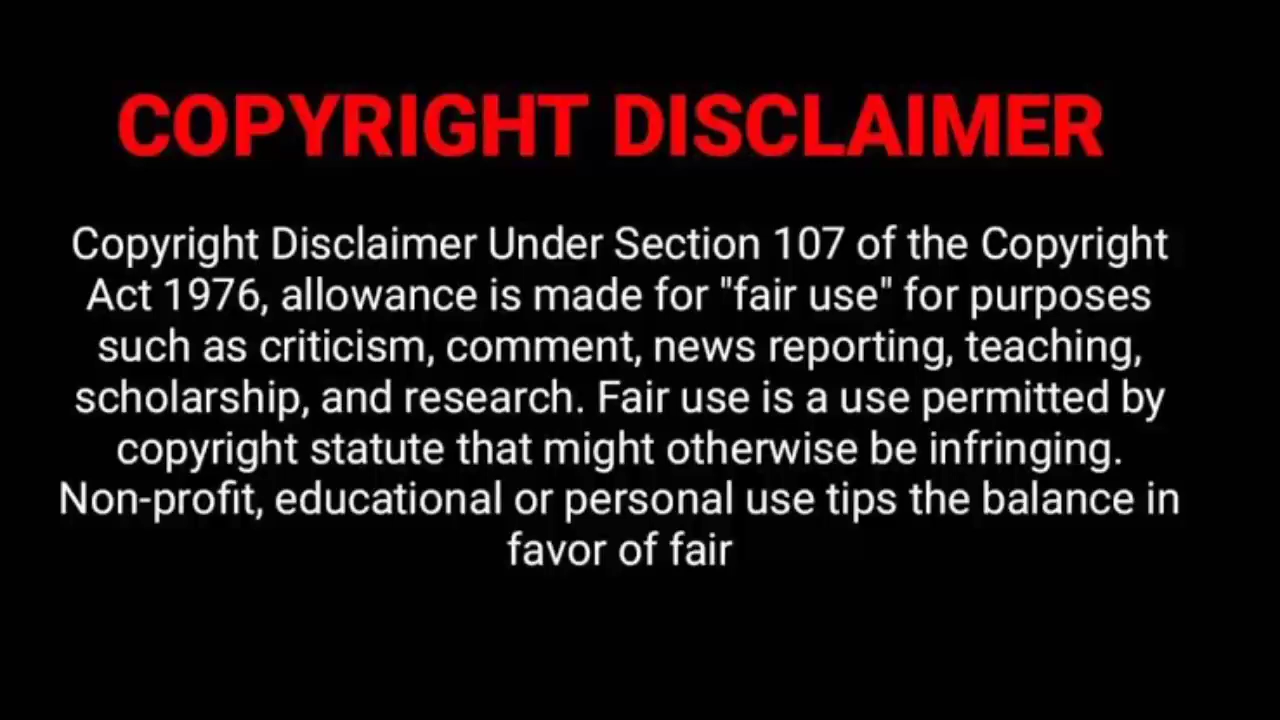 COPYRIGHT DISCLAIMER
Copyright Disclaimer Under Section 107 of the Copyright
Act 1976, allowance is made for "fair use" for purposes
such as criticism, comment, news reporting, teaching,
scholarship, and research. Fair use is a use permitted by
copyright statute that might otherwise be infringing.
Non-profit, educational or personal use tips the balance in
favor of fair